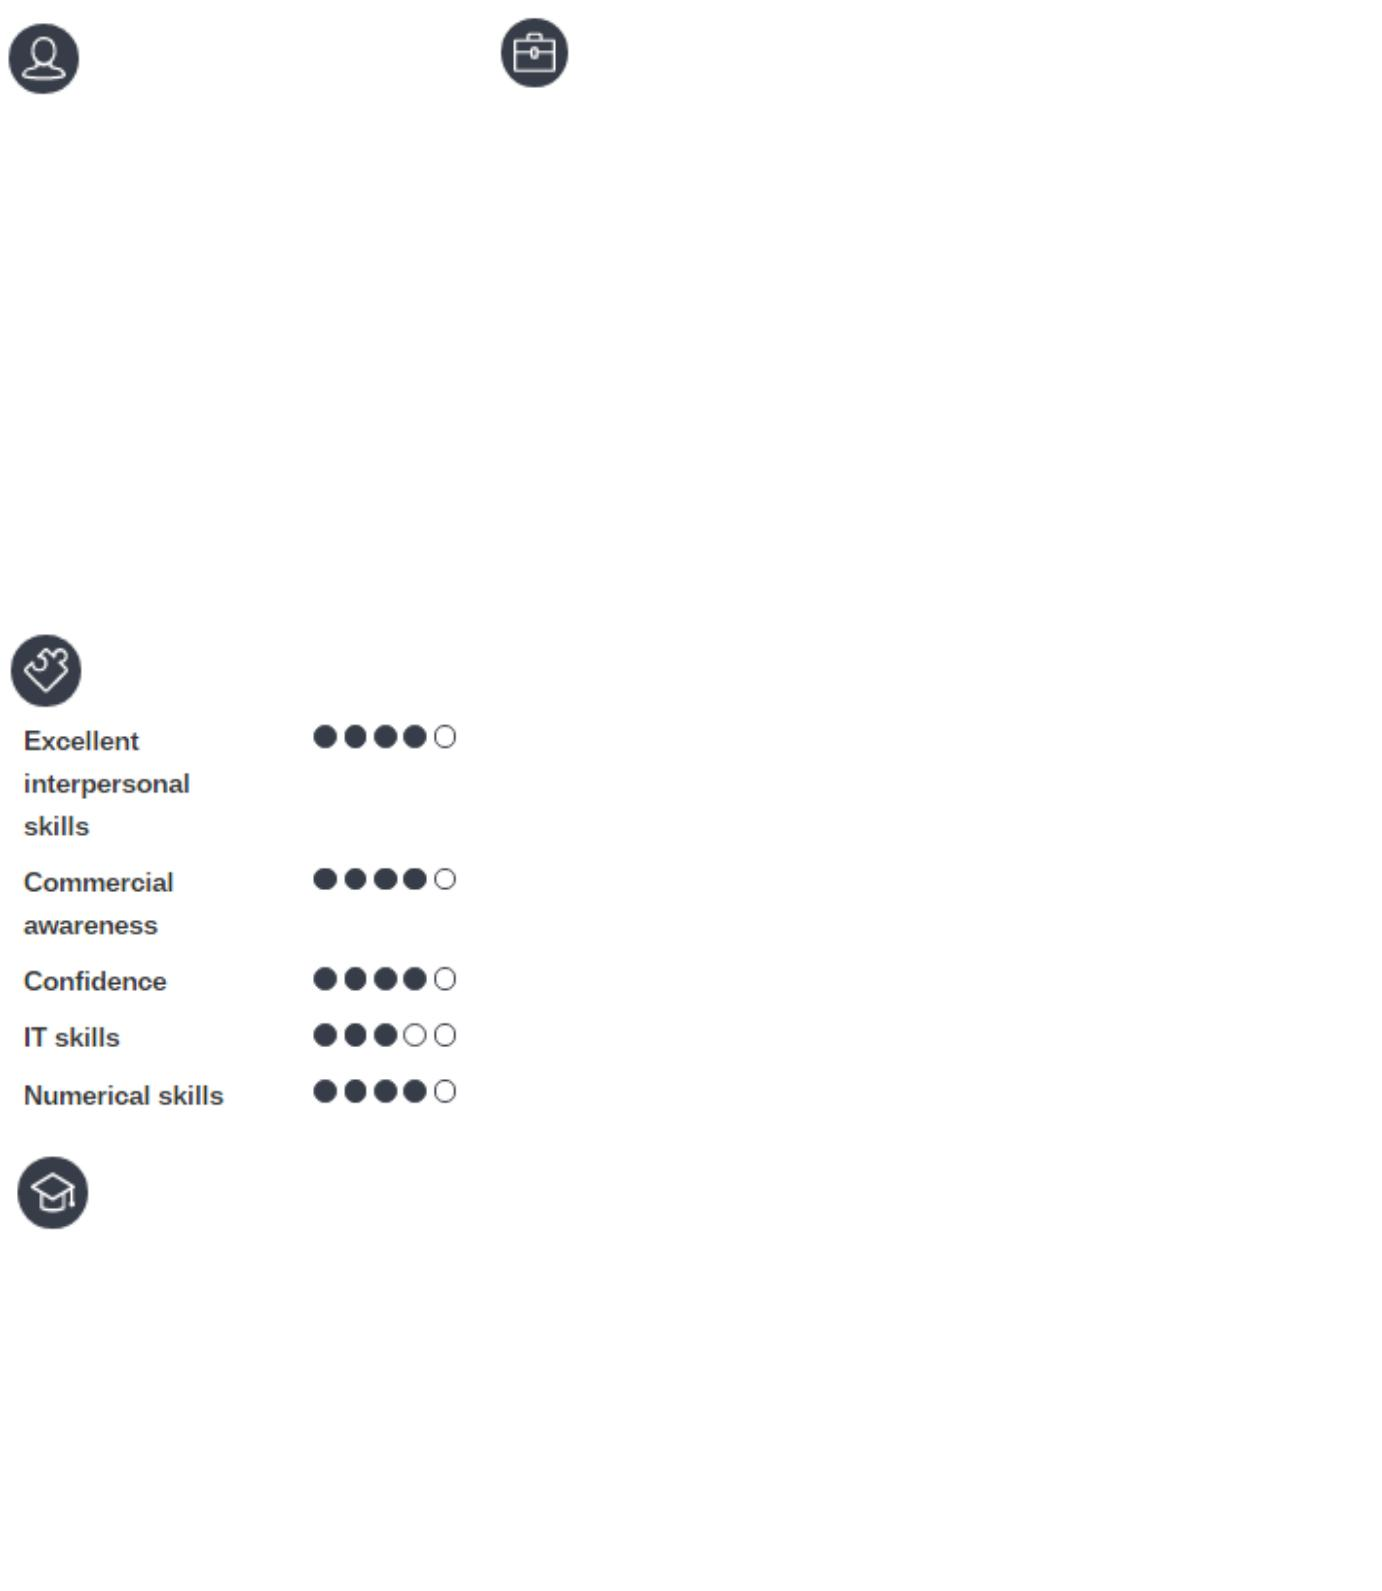 Excellent
interpersonal
skills
Commercial
awareness
Confidence
IT skills
Numerical skills